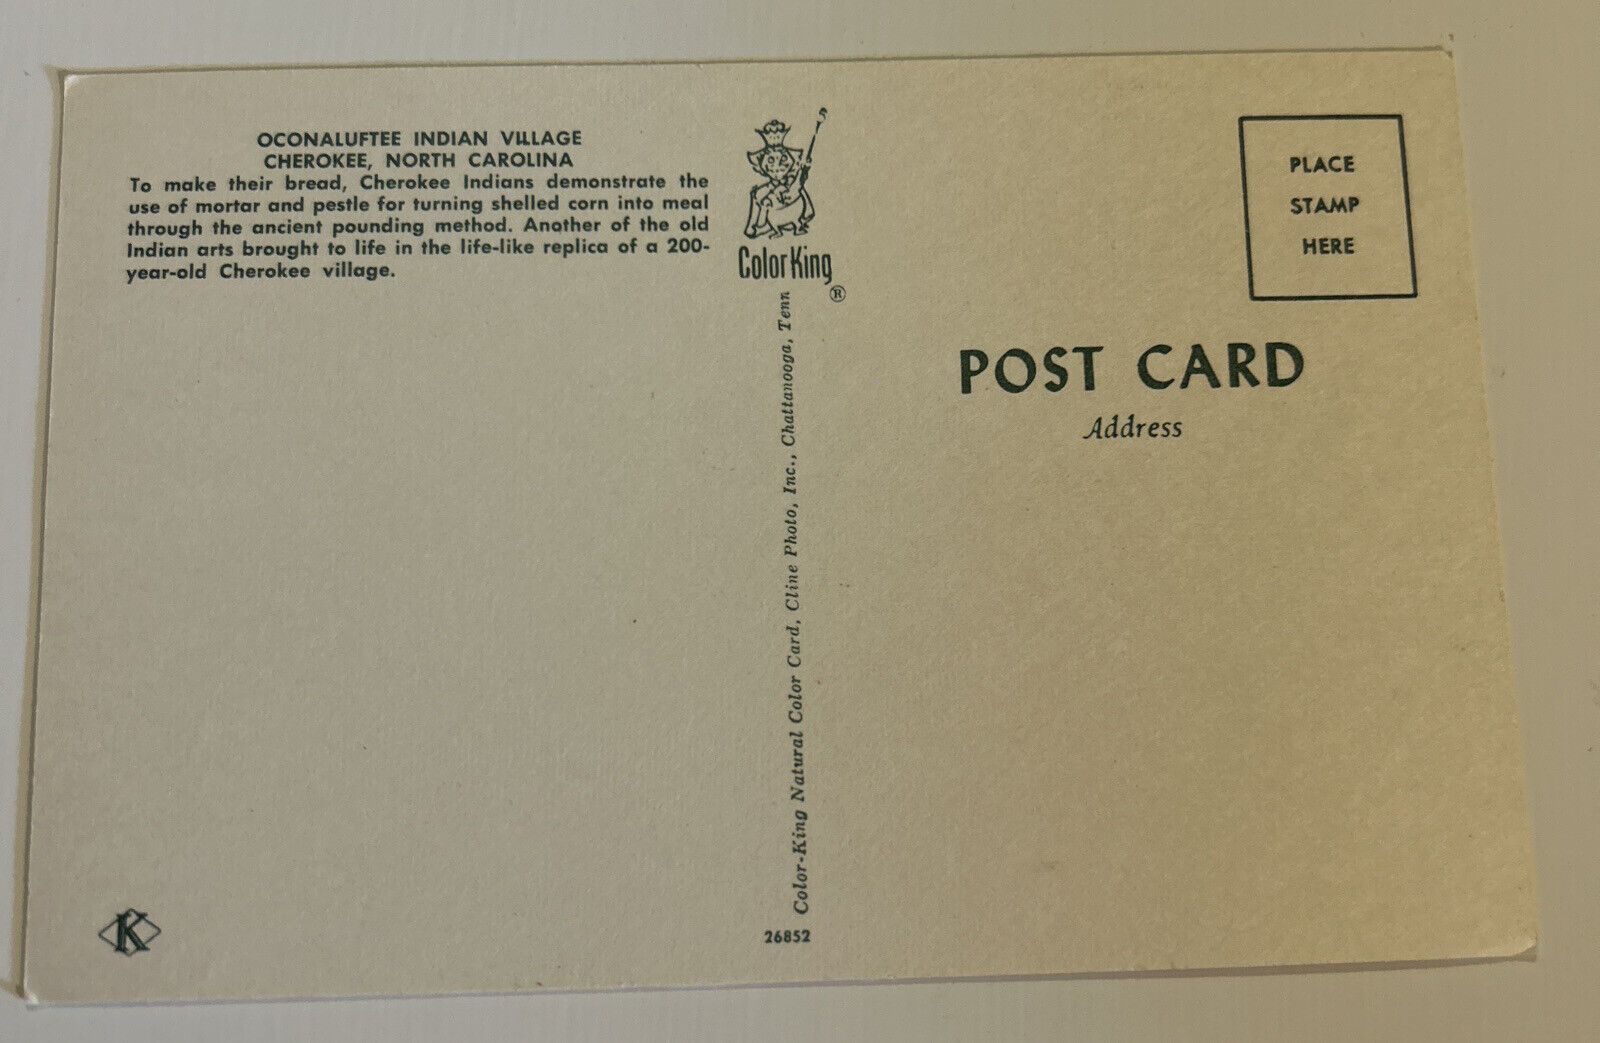 OCONALUFTEE INDIAN VILLAGE
CHEROKEE, NORTH CAROLINA
To make their bread, Cherokee Indians demonstrate the
use of mortar and pestle for turning shelled corn into meal
through the ancient pounding method. Another of the old
Indian arts brought to life in the life-like replica of a 200-
year-old Cherokee village.
Color King
®
Color-King Natural Color Card, Cline Photo, Inc., Chattanooga, Tenn
26852
K
PLACE
STAMP
HERE
POST CARD
Address